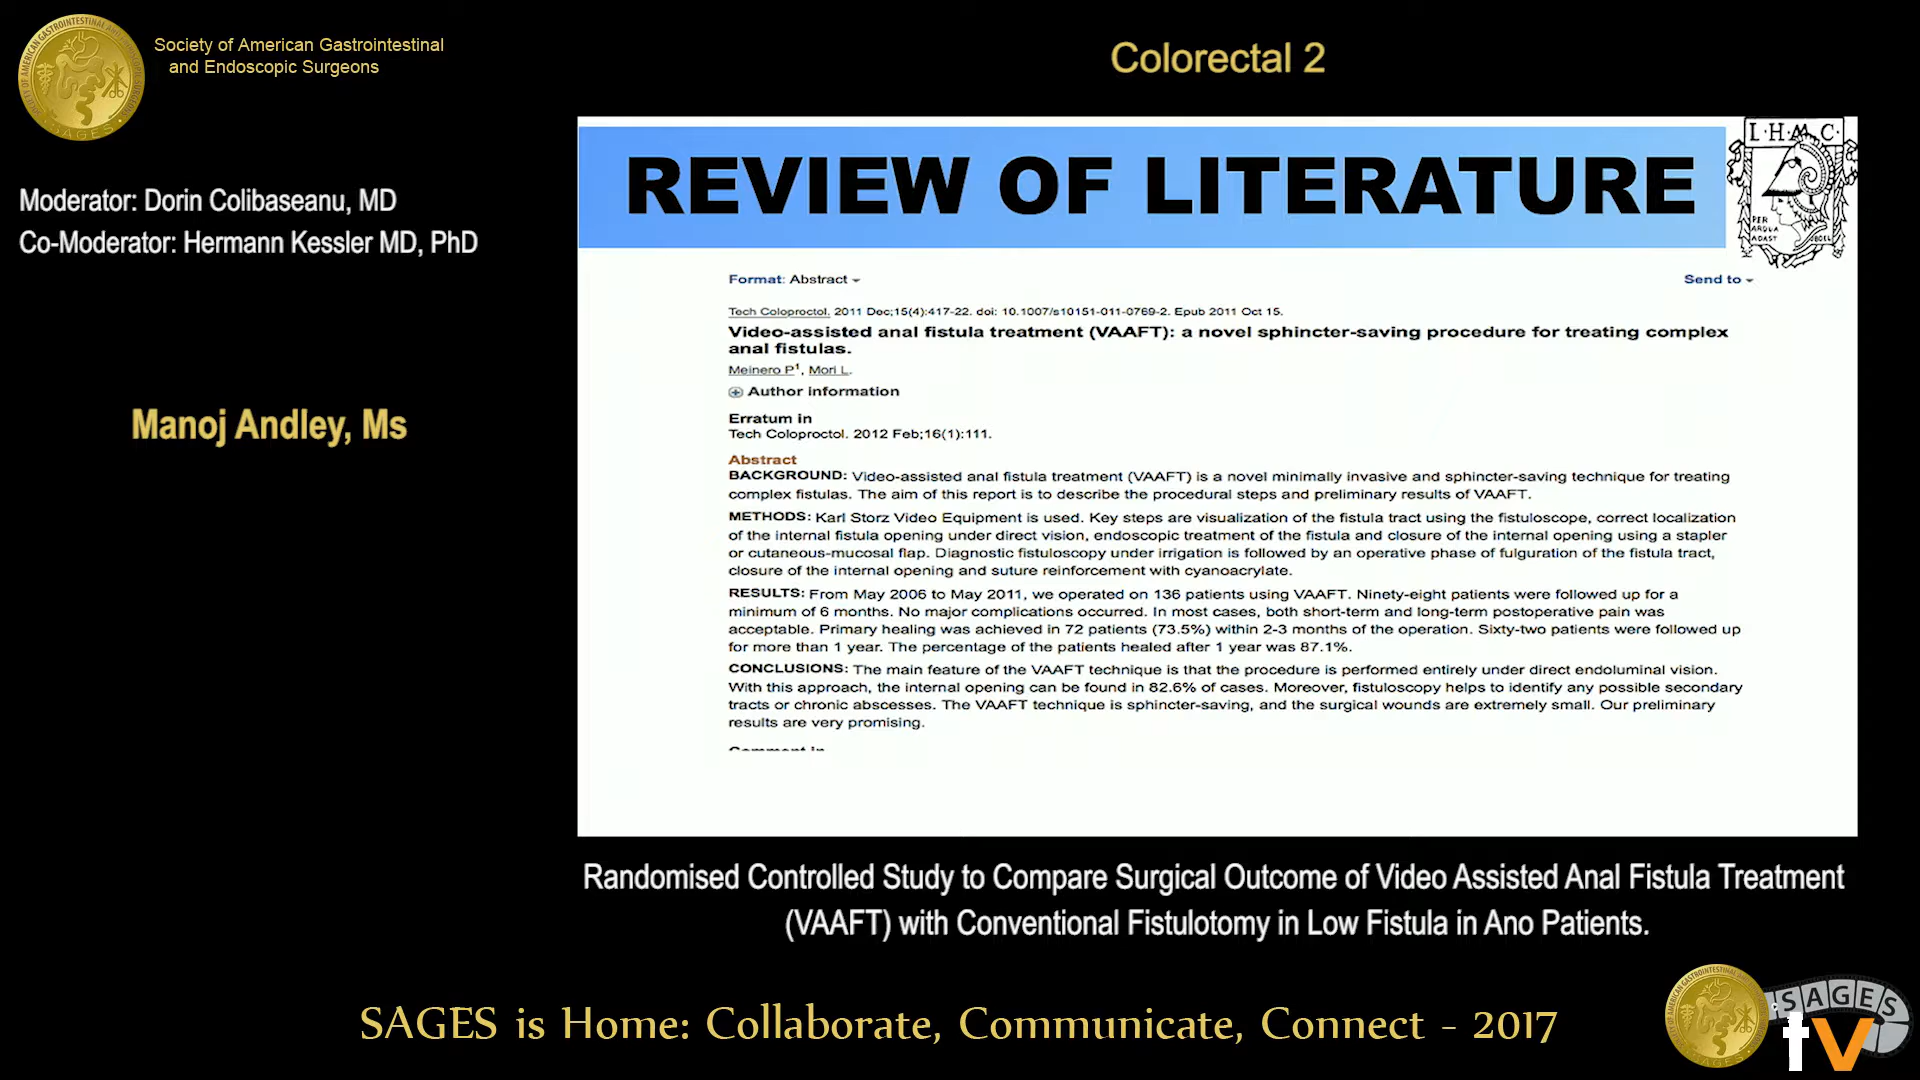 Society of American Gastrointestinal
and Endoscopic Surgeons
Colorectal 2
Moderator: Dorin Colibaseanu, MD
Co-Moderator: Hermann Kessler MD, PhD
Manoj Andley, Ms
REVIEW OF LITERATURE
L·H·M·C·
PER
ARDUA
ADAST
Format: Abstract
Send to
Tech Coloproctol. 2011 Dec;15(4):417-22. doi: 10.1007/s10151-011-0769-2. Epub 2011 Oct 15.
Video-assisted anal fistula treatment (VAAFT): a novel sphincter-saving procedure for treating complex
anal fistulas.
Meinero P1, Mori L.
Author information
Erratum in
Tech Coloproctol. 2012 Feb;16(1):111.
Abstract
BACKGROUND: Video-assisted anal fistula treatment (VAAFT) is a novel minimally invasive and sphincter-saving technique for treating
complex fistulas. The aim of this report is to describe the procedural steps and preliminary results of VAAFT.
METHODS: Karl Storz Video Equipment is used. Key steps are visualization of the fistula tract using the fistuloscope, correct localization
of the internal fistula opening under direct vision, endoscopic treatment of the fistula and closure of the internal opening using a stapler
or cutaneous-mucosal flap. Diagnostic fistuloscopy under irrigation is followed by an operative phase of fulguration of the fistula tract,
closure of the internal opening and suture reinforcement with cyanoacrylate.
RESULTS: From May 2006 to May 2011, we operated on 136 patients using VAAFT. Ninety-eight patients were followed up for a
minimum of 6 months. No major complications occurred. In most cases, both short-term and long-term postoperative pain was
acceptable. Primary healing was achieved in 72 patients (73.5%) within 2-3 months of the operation. Sixty-two patients were followed up
for more than 1 year. The percentage of the patients healed after 1 year was 87.1%.
CONCLUSIONS: The main feature of the VAAFT technique is that the procedure is performed entirely under direct endoluminal vision.
With this approach, the internal opening can be found in 82.6% of cases. Moreover, fistuloscopy helps to identify any possible secondary
tracts or chronic abscesses. The VAAFT technique is sphincter-saving, and the surgical wounds are extremely small. Our preliminary
results are very promising.
Comment in
Randomised Controlled Study to Compare Surgical Outcome of Video Assisted Anal Fistula Treatment
(VAAFT) with Conventional Fistulotomy in Low Fistula in Ano Patients.
SAGES is Home: Collaborate, Communicate, Connect - 2017
SAGES
tv